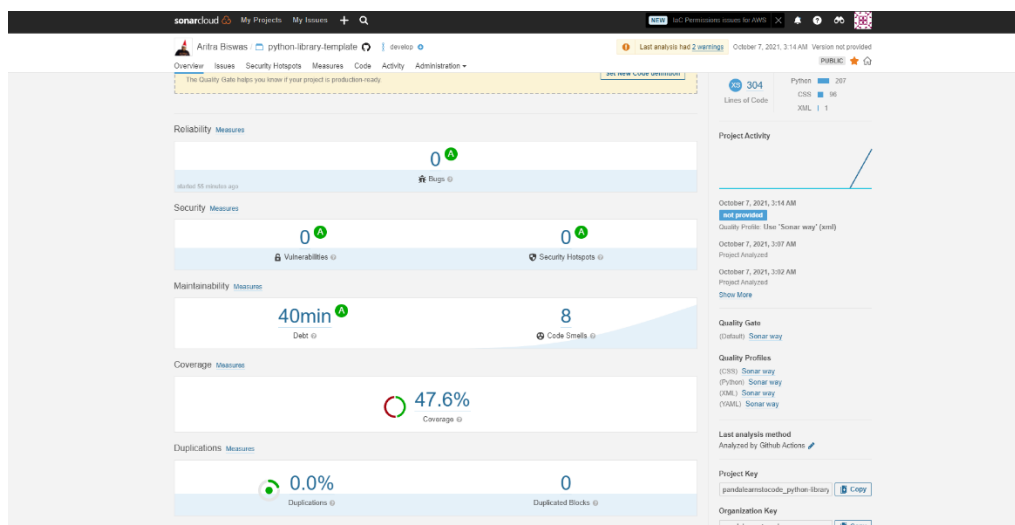 sonarcloud My Projects My Issues + NEW IaC Permissions issues for AWS X
Aritra Biswas / python-library-template develop Last analysis had 2 warnings October 7, 2021, 3:14 AM Version not provided
Overview Issues Security Hotspots Measures Code Activity Administration PUBLIC
The Quality Gate helps you know if your project is production-ready.
Set New Code definition
XS 304
Lines of Code
Python 207
CSS 96
XML 1
Reliability Measures
0 A
Bugs
started 55 minutes ago
Security Measures
0 A
Vulnerabilities
0 A
Security Hotspots
Maintainability Measures
40min A
Debt
8
Code Smells
Coverage Measures
47.6%
Coverage
Duplications Measures
0.0%
Duplications
0
Duplicated Blocks
Project Activity
October 7, 2021, 3:14 AM
not provided
Quality Profile: Use 'Sonar way' (xml)
October 7, 2021, 3:07 AM
Project Analyzed
October 7, 2021, 3:02 AM
Project Analyzed
Show More
Quality Gate
(Default) Sonar way
Quality Profiles
(CSS) Sonar way
(Python) Sonar way
(XML) Sonar way
(YAML) Sonar way
Last analysis method
Analyzed by Github Actions
Project Key
pandalearnstocode_python-library Copy
Organization Key